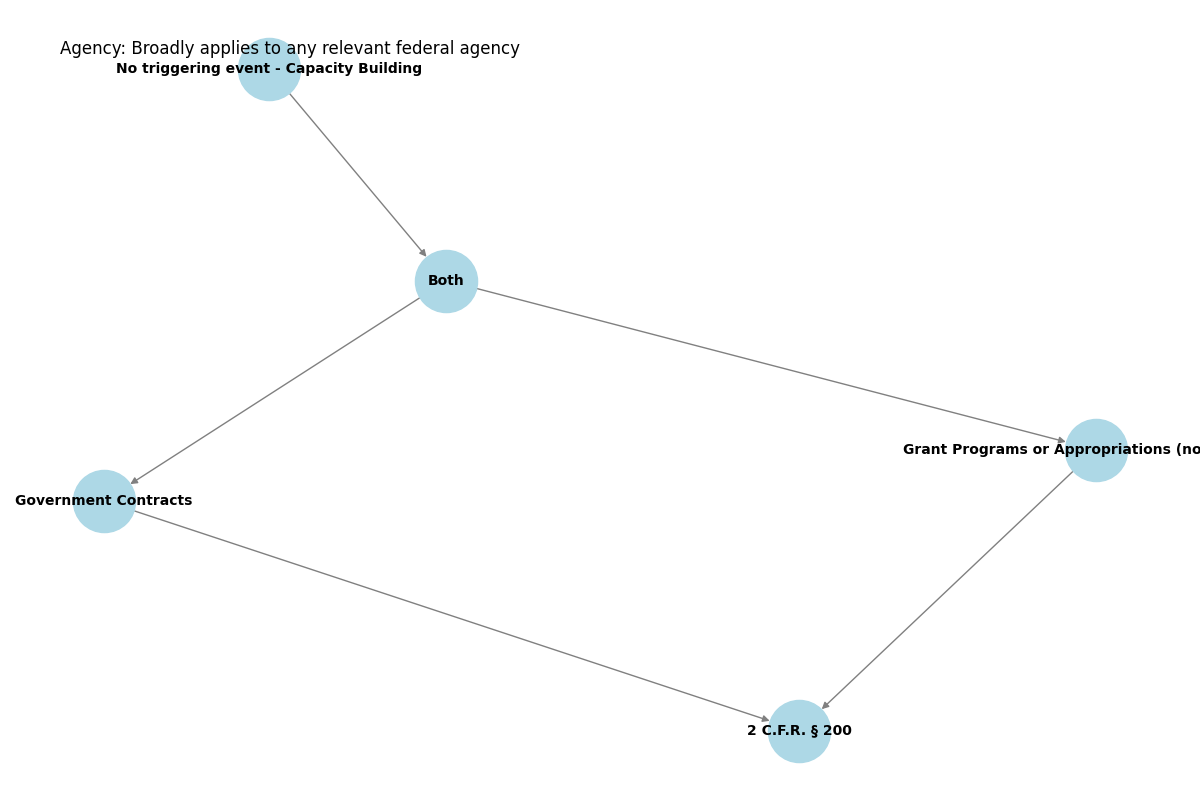 Agency: Broadly applies to any relevant federal agency
No triggering event - Capacity Building
Both
Grant Programs or Appropriations (no
Government Contracts
2 C.F.R. § 200